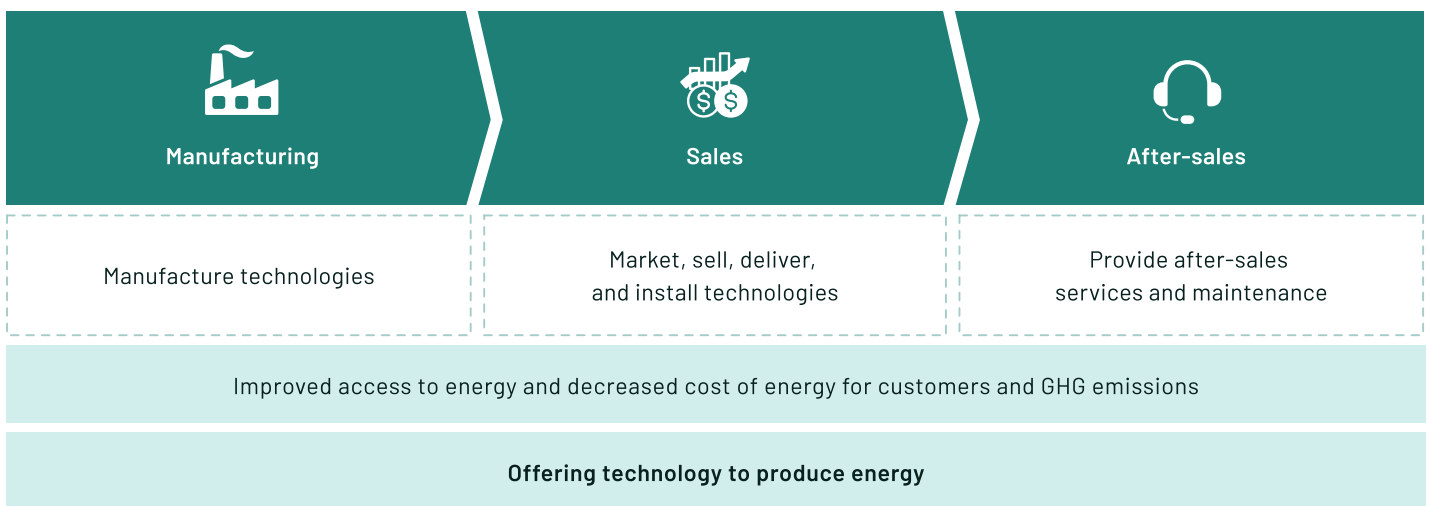 Manufacturing
Sales
After-sales
Manufacture technologies
Market, sell, deliver,
and install technologies
Provide after-sales
services and maintenance
Improved access to energy and decreased cost of energy for customers and GHG emissions
Offering technology to produce energy